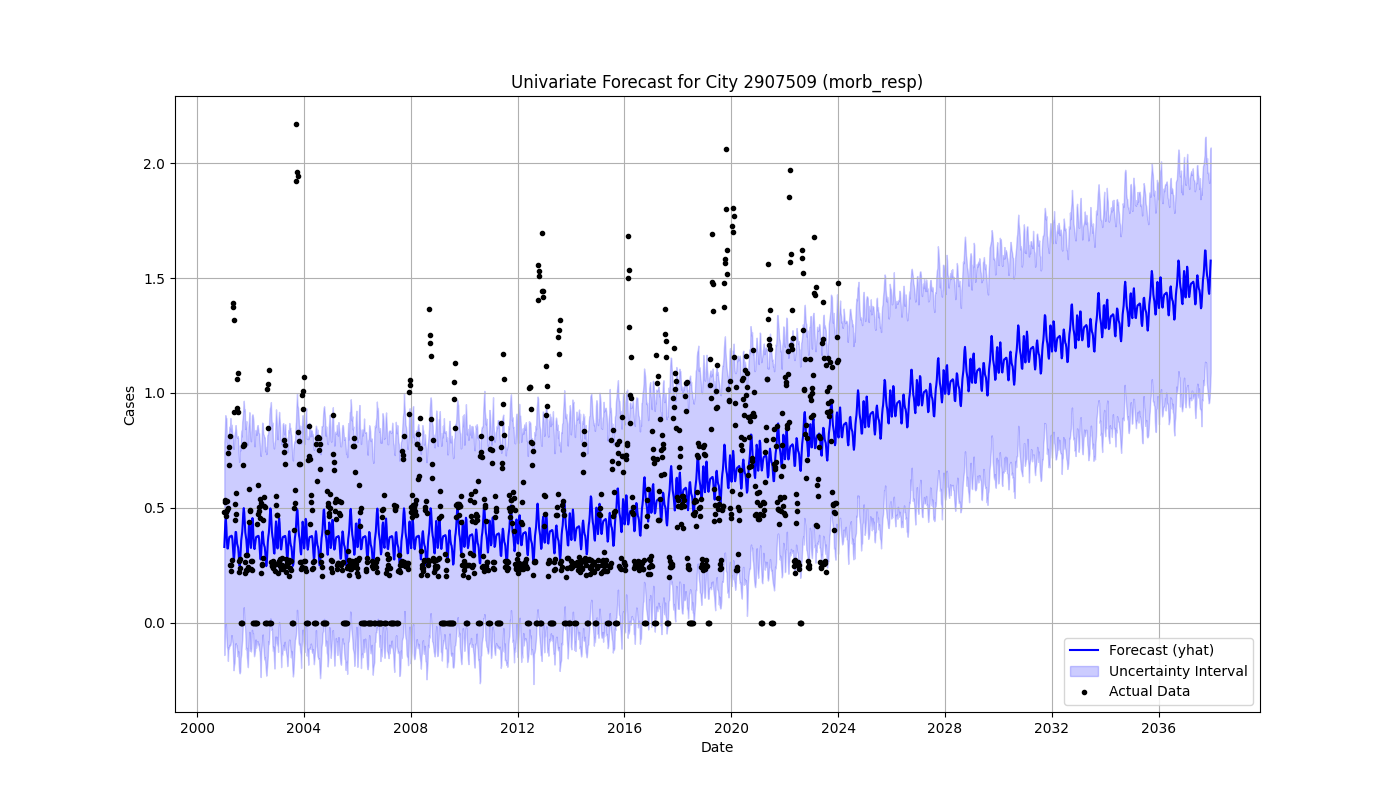 Univariate Forecast for City 2907509 (morb_resp)
Cases
2.0
1.5
1.0
0.5
0.0
2000 2004 2008 2012 2016 2020 2024 2028 2032 2036
Date
Forecast (yhat)
Uncertainty Interval
Actual Data